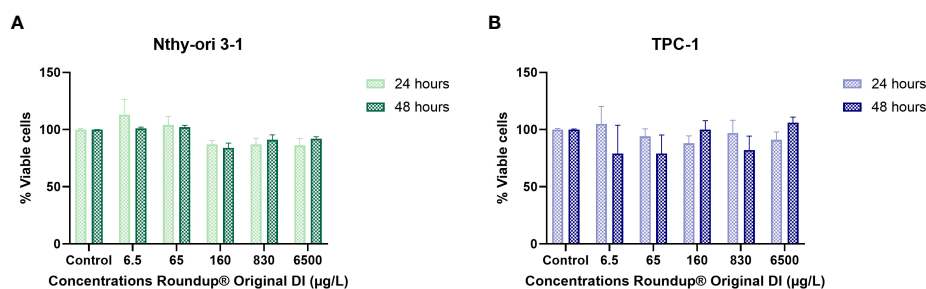 A
Nthy-ori 3-1
150
100
50
0
% Viable cells
Control 6.5 65 160 830 6500
Concentrations Roundup® Original DI (µg/L)
24 hours
48 hours
B
TPC-1
150
100
50
0
% Viable cells
Control 6.5 65 160 830 6500
Concentrations Roundup® Original DI (µg/L)
24 hours
48 hours